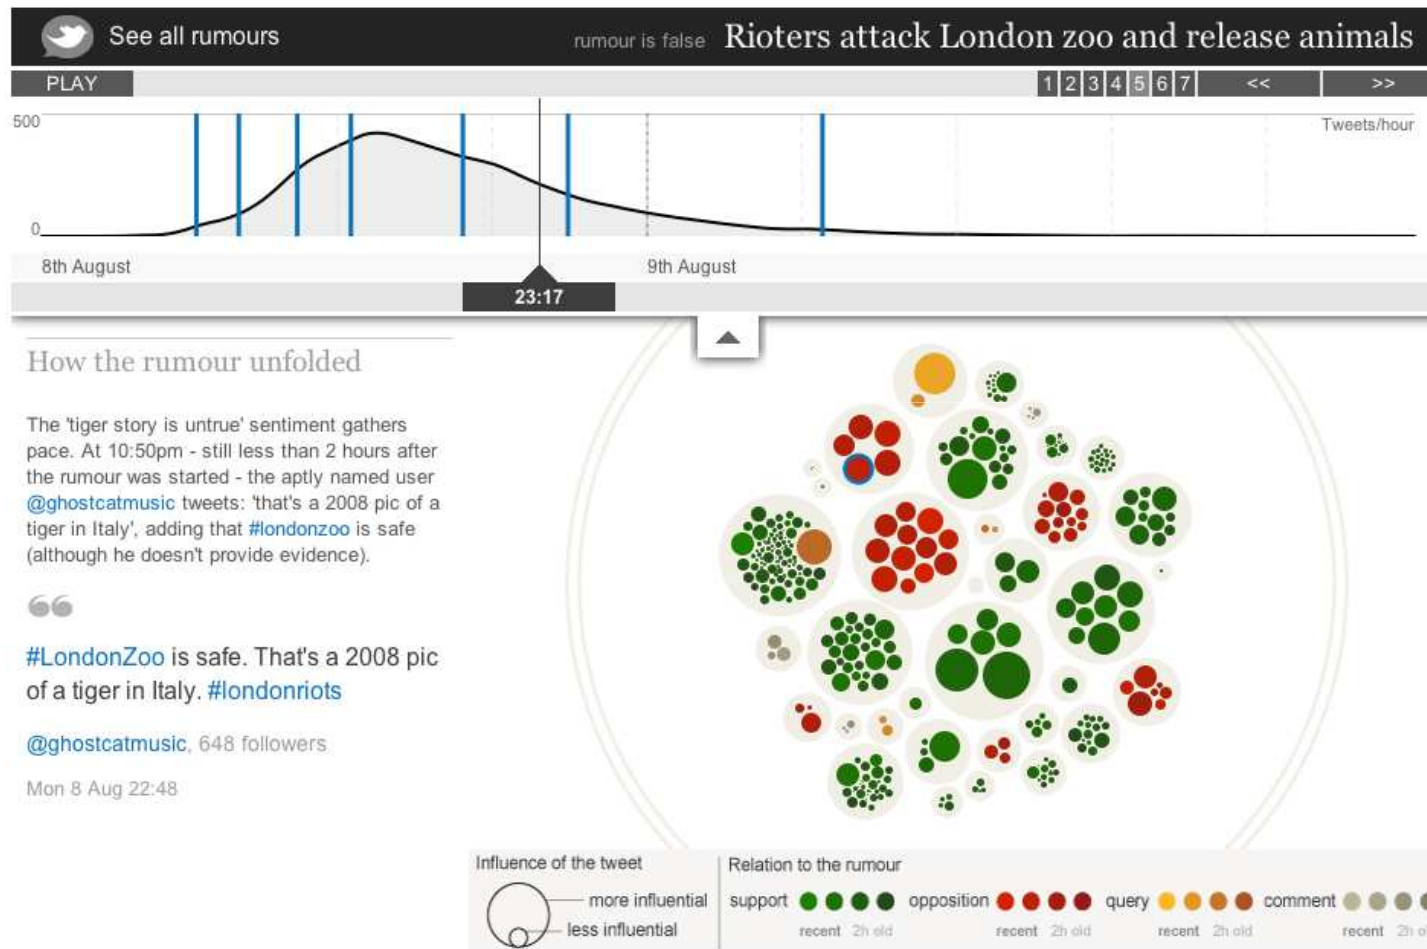 See all rumours
rumour is false Rioters attack London zoo and release animals
PLAY
1 2 3 4 5 6 7 << >>
500
Tweets/hour
0
8th August
9th August
23:17
How the rumour unfolded
The 'tiger story is untrue' sentiment gathers
pace. At 10:50pm - still less than 2 hours after
the rumour was started - the aptly named user
@ghostcatmusic tweets: 'that's a 2008 pic of a
tiger in Italy', adding that #londonzoo is safe
(although he doesn't provide evidence).
#LondonZoo is safe. That's a 2008 pic
of a tiger in Italy. #londonriots
@ghostcatmusic, 648 followers
Mon 8 Aug 22:48
Influence of the tweet
more influential
less influential
Relation to the rumour
support opposition query comment
recent 2h old recent 2h old recent 2h old recent 2h o